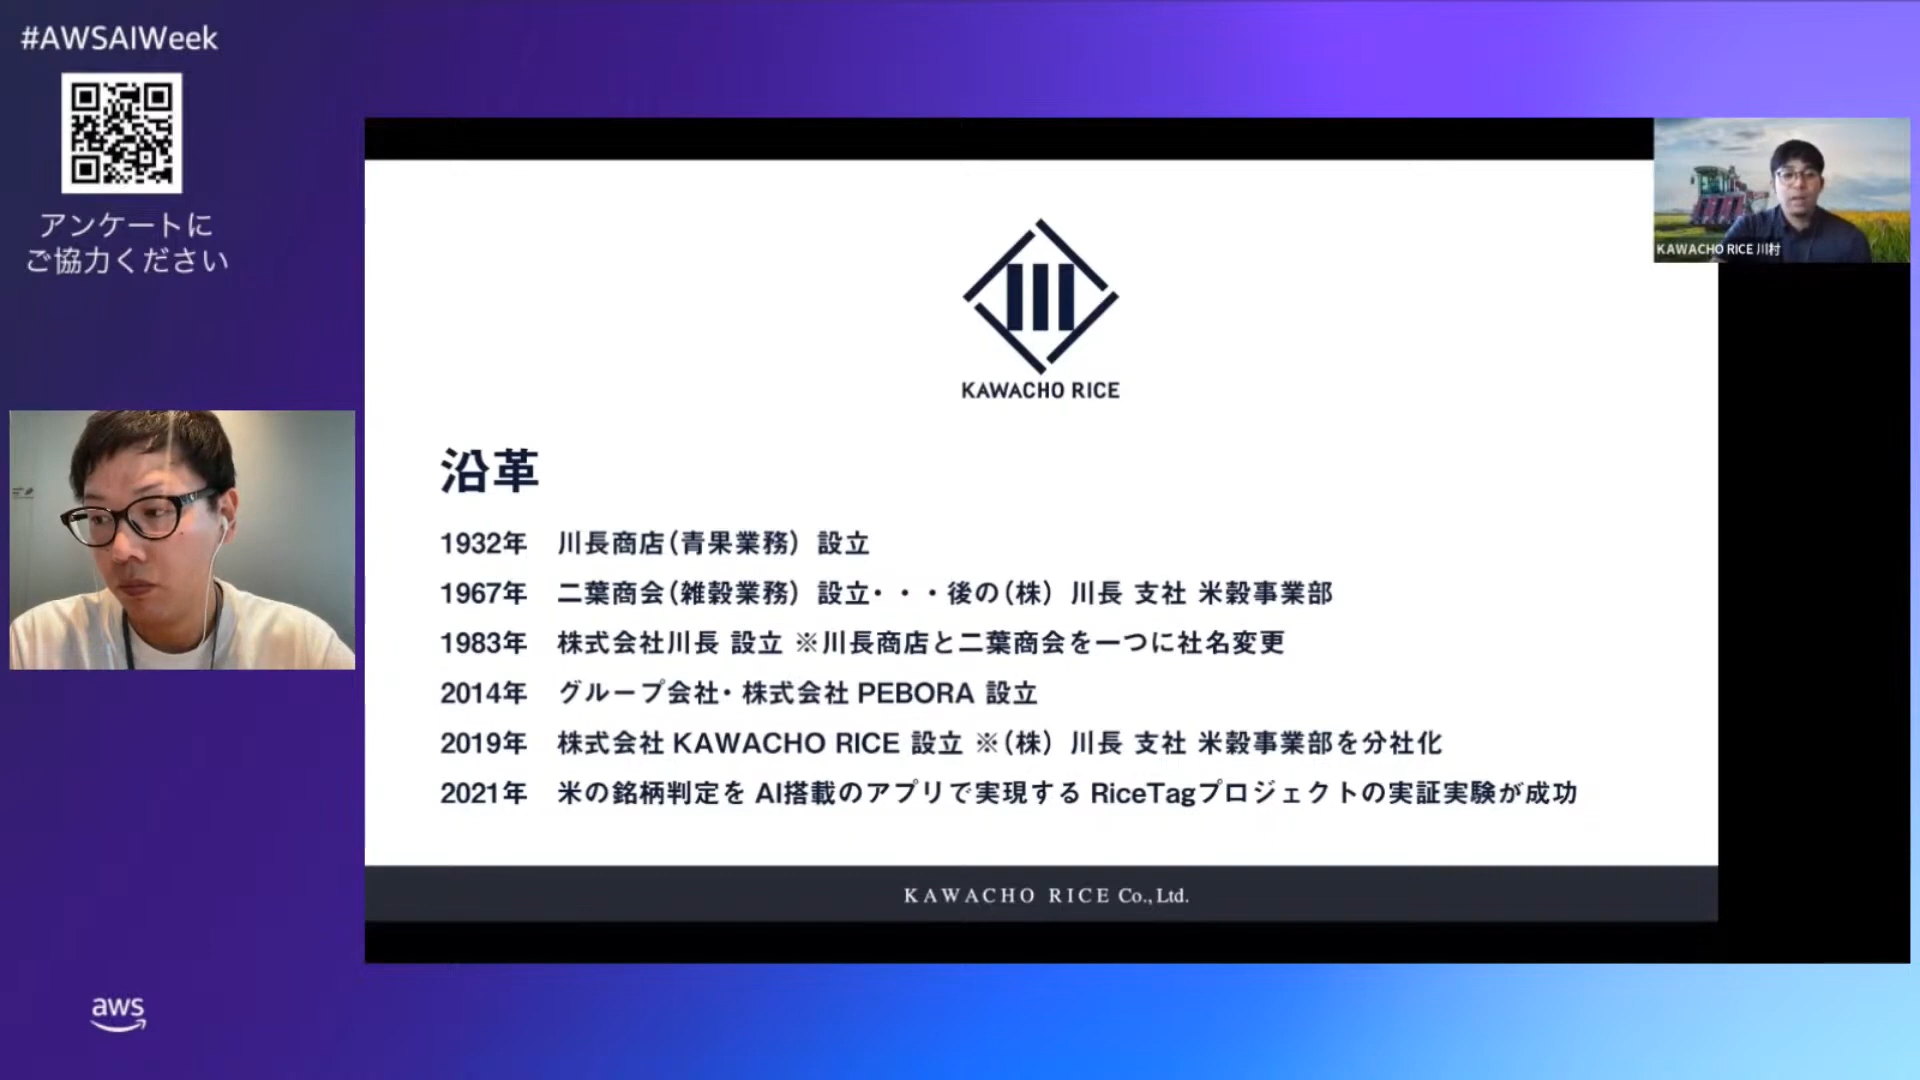 #AWSAIWeek
アンケートに
ご協力ください
KAWACHO RICE 川村
KAWACHO RICE
沿革
1932年 川長商店（青果業務）設立
1967年 二葉商会（雑穀業務）設立・・・後の（株）川長 支社 米穀事業部
1983年 株式会社川長 設立 ※川長商店と二葉商会を一つに社名変更
2014年 グループ会社・株式会社 PEBORA 設立
2019年 株式会社 KAWACHO RICE 設立 ※（株）川長 支社 米穀事業部を分社化
2021年 米の銘柄判定を AI搭載のアプリで実現する RiceTagプロジェクトの実証実験が成功
KAWACHO RICE Co., Ltd.
aws